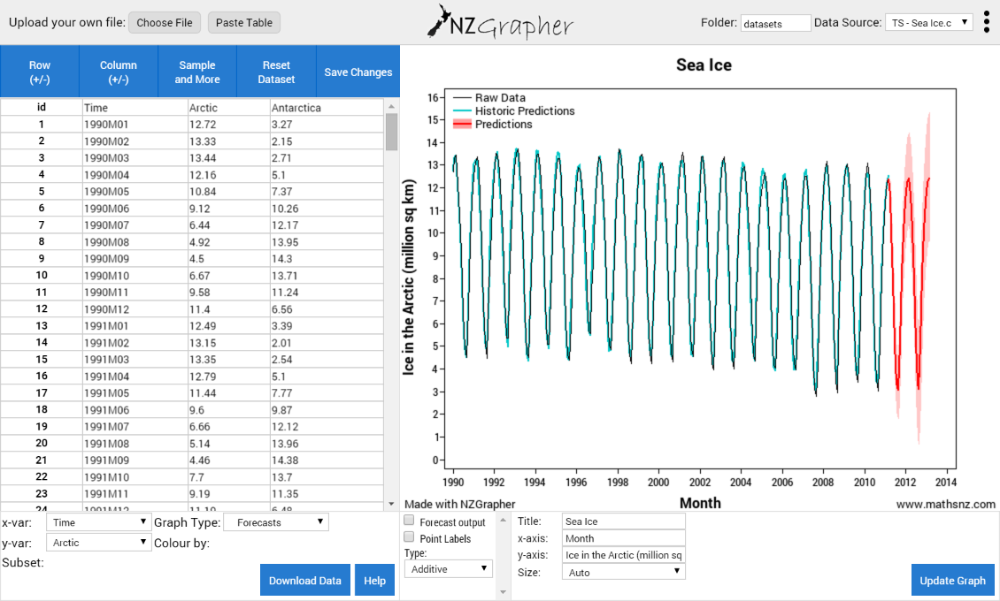 Upload your own file: Choose File Paste Table
NZGrapher
Folder: datasets Data Source: TS - Sea Ice.c
Row (+/-) Column (+/-) Sample and More Reset Dataset Save Changes
id Time Arctic Antarctica
1 1990M01 12.72 3.27
2 1990M02 13.33 2.15
3 1990M03 13.44 2.71
4 1990M04 12.16 5.1
5 1990M05 10.84 7.37
6 1990M06 9.12 10.26
7 1990M07 6.44 12.17
8 1990M08 4.92 13.95
9 1990M09 4.5 14.3
10 1990M10 6.67 13.71
11 1990M11 9.58 11.24
12 1990M12 11.4 6.56
13 1991M01 12.49 3.39
14 1991M02 13.15 2.01
15 1991M03 13.35 2.54
16 1991M04 12.79 5.1
17 1991M05 11.44 7.77
18 1991M06 9.6 9.87
19 1991M07 6.66 12.12
20 1991M08 5.14 13.96
21 1991M09 4.46 14.38
22 1991M10 7.7 13.7
23 1991M11 9.19 11.35
24 1991M12 11.19 6.48
Sea Ice
Raw Data
Historic Predictions
Predictions
Ice in the Arctic (million sq km)
16
15
14
13
12
11
10
9
8
7
6
5
4
3
2
1
0
1990 1992 1994 1996 1998 2000 2002 2004 2006 2008 2010 2012 2014
Made with NZGrapher Month www.mathsnz.com
x-var: Time Graph Type: Forecasts
y-var: Arctic Colour by:
Subset:
Download Data Help
Forecast output
Point Labels
Type:
Additive
Title: Sea Ice
x-axis: Month
y-axis: Ice in the Arctic (million sq
Size: Auto
Update Graph